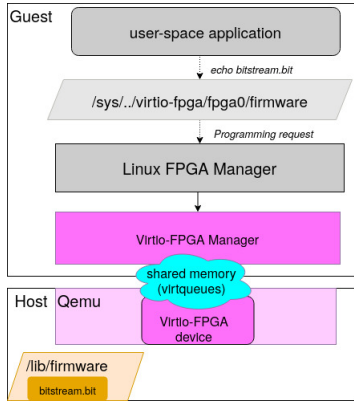 Guest
user-space application
echo bitstream.bit
/sys/../virtio-fpga/fpga0/firmware
Programming request
Linux FPGA Manager
Virtio-FPGA Manager
shared memory
(virtqueues)
Host
Qemu
Virtio-FPGA
device
/lib/firmware
bitstream.bit